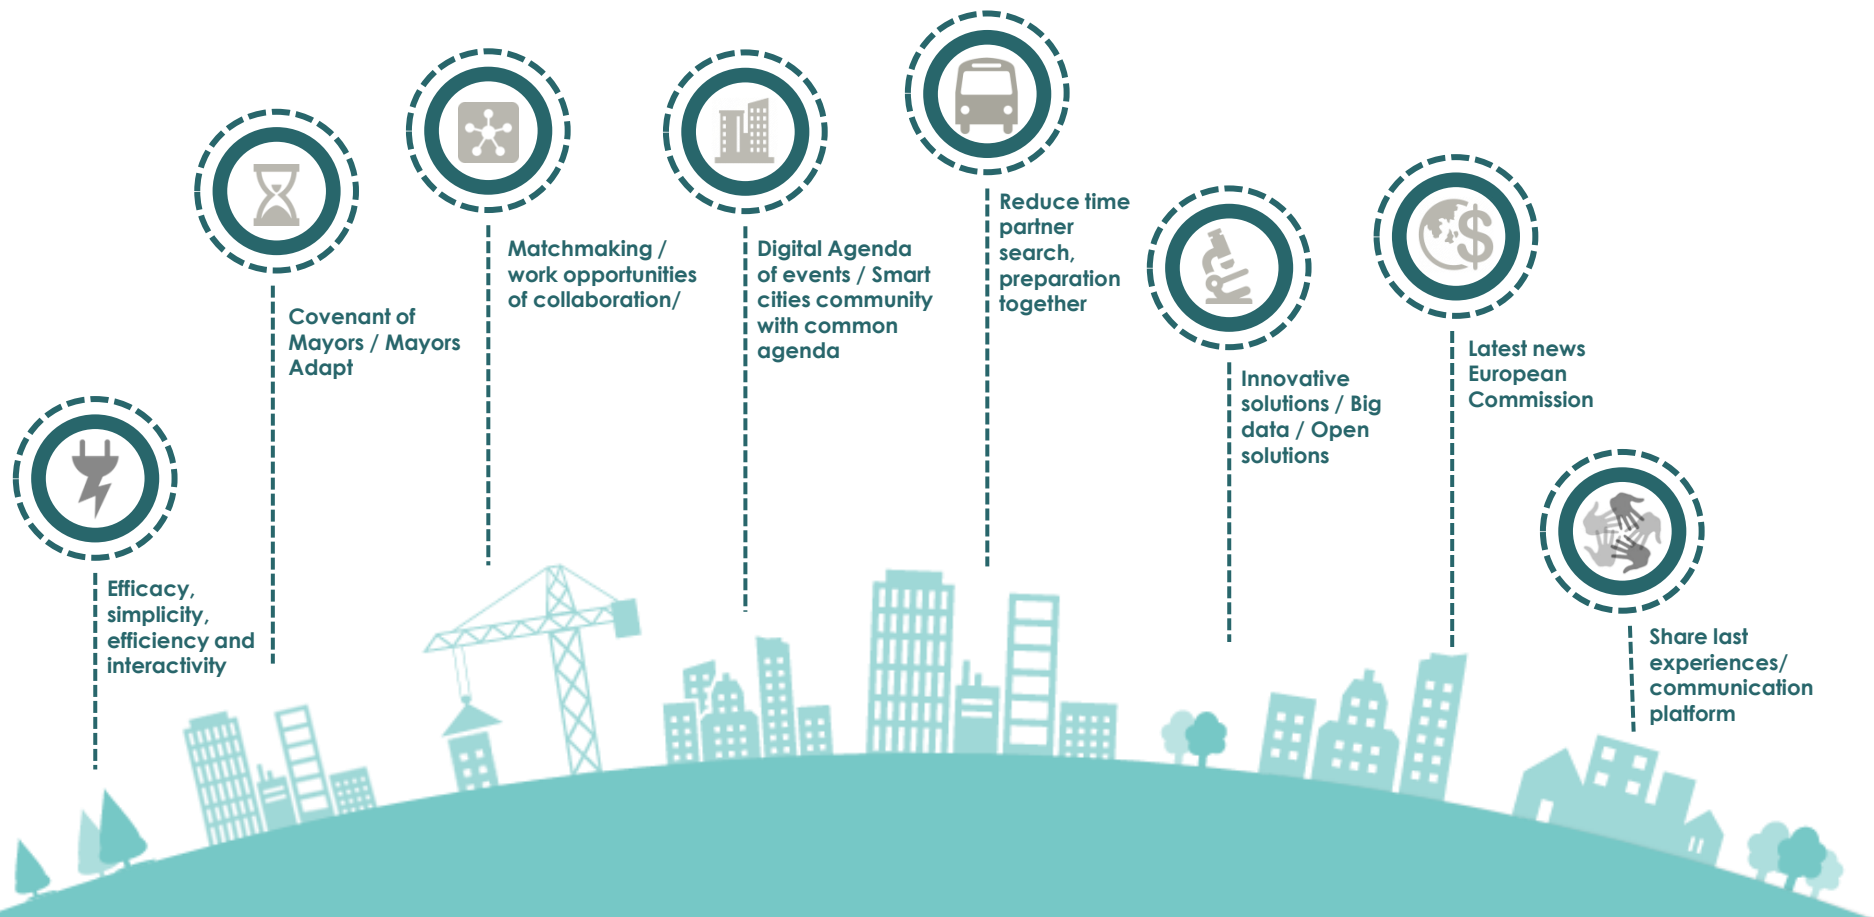 Efficacy,
simplicity,
efficiency and
interactivity
Covenant of
Mayors / Mayors
Adapt
Matchmaking /
work opportunities
of collaboration/
Digital Agenda
of events / Smart
cities community
with common
agenda
Reduce time
partner
search,
preparation
together
Innovative
solutions / Big
data / Open
solutions
Latest news
European
Commission
Share last
experiences/
communication
platform